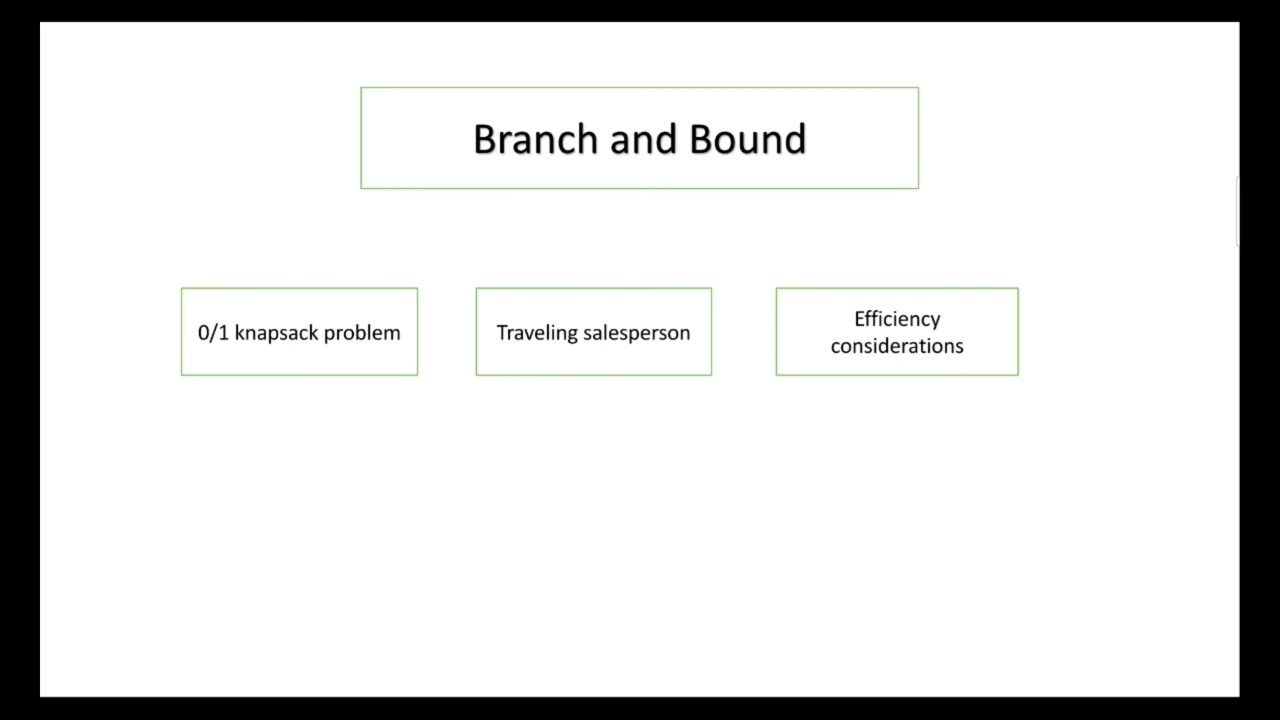 Branch and Bound
0/1 knapsack problem
Traveling salesperson
Efficiency
considerations